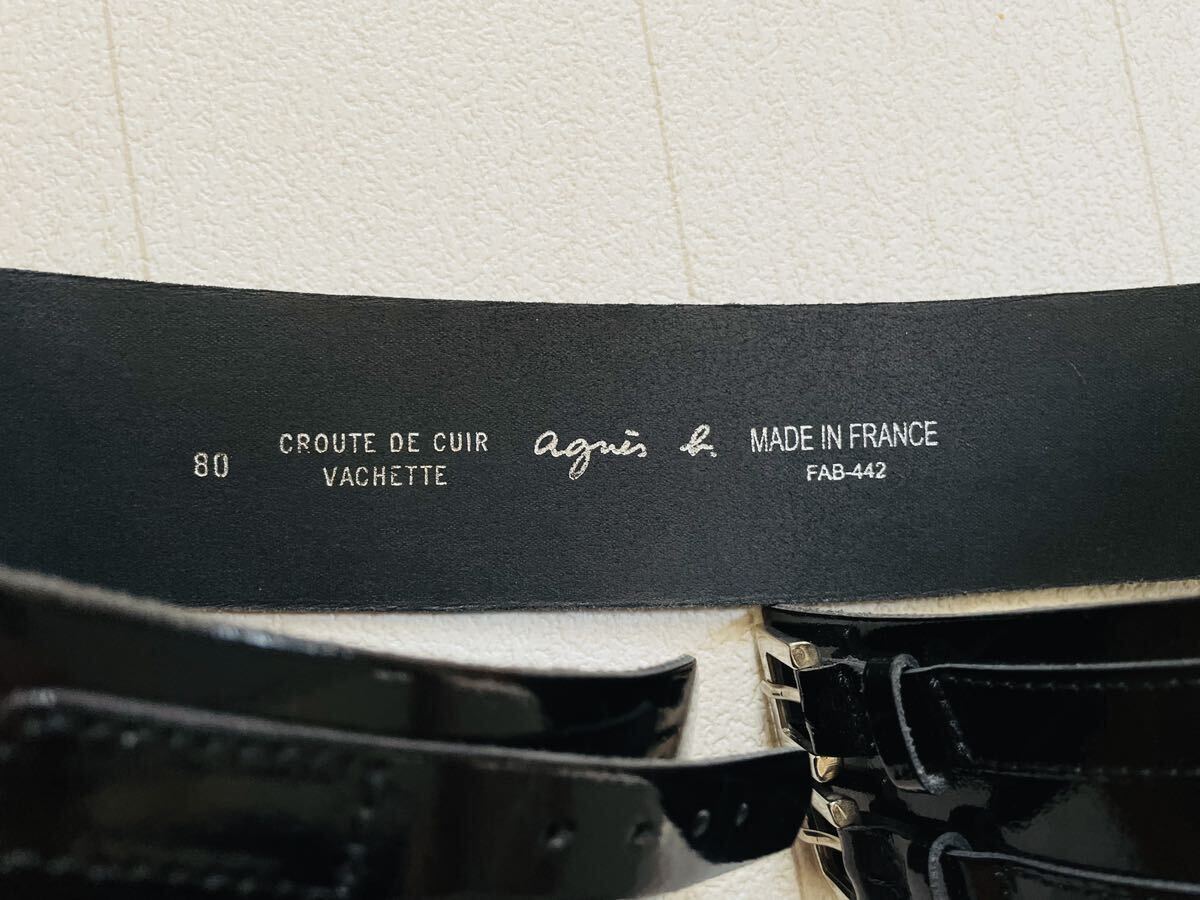 80
CROUTE DE CUIR
VACHETTE
agnès b.
MADE IN FRANCE
FAB-442